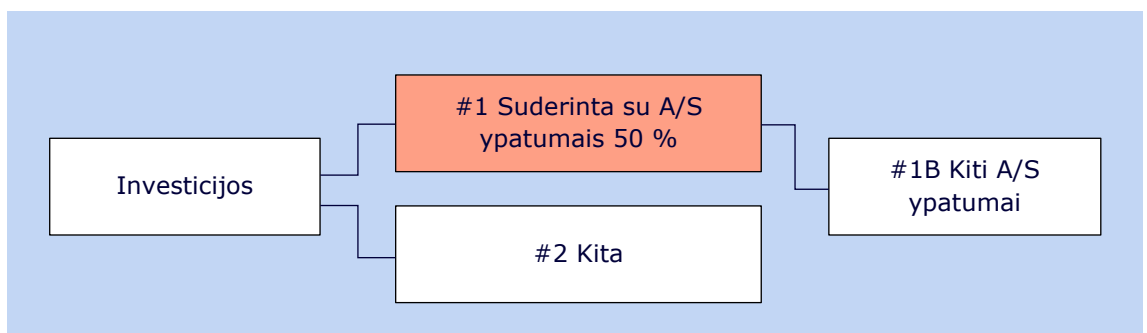 Investicijos
#1 Suderinta su A/S
ypatumais 50 %
#2 Kita
#1B Kiti A/S
ypatumai